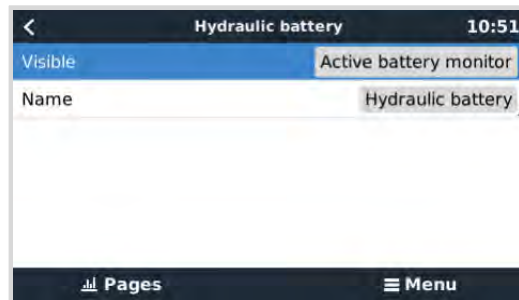 Hydraulic battery 10:51
Visible Active battery monitor
Name Hydraulic battery
Pages Menu